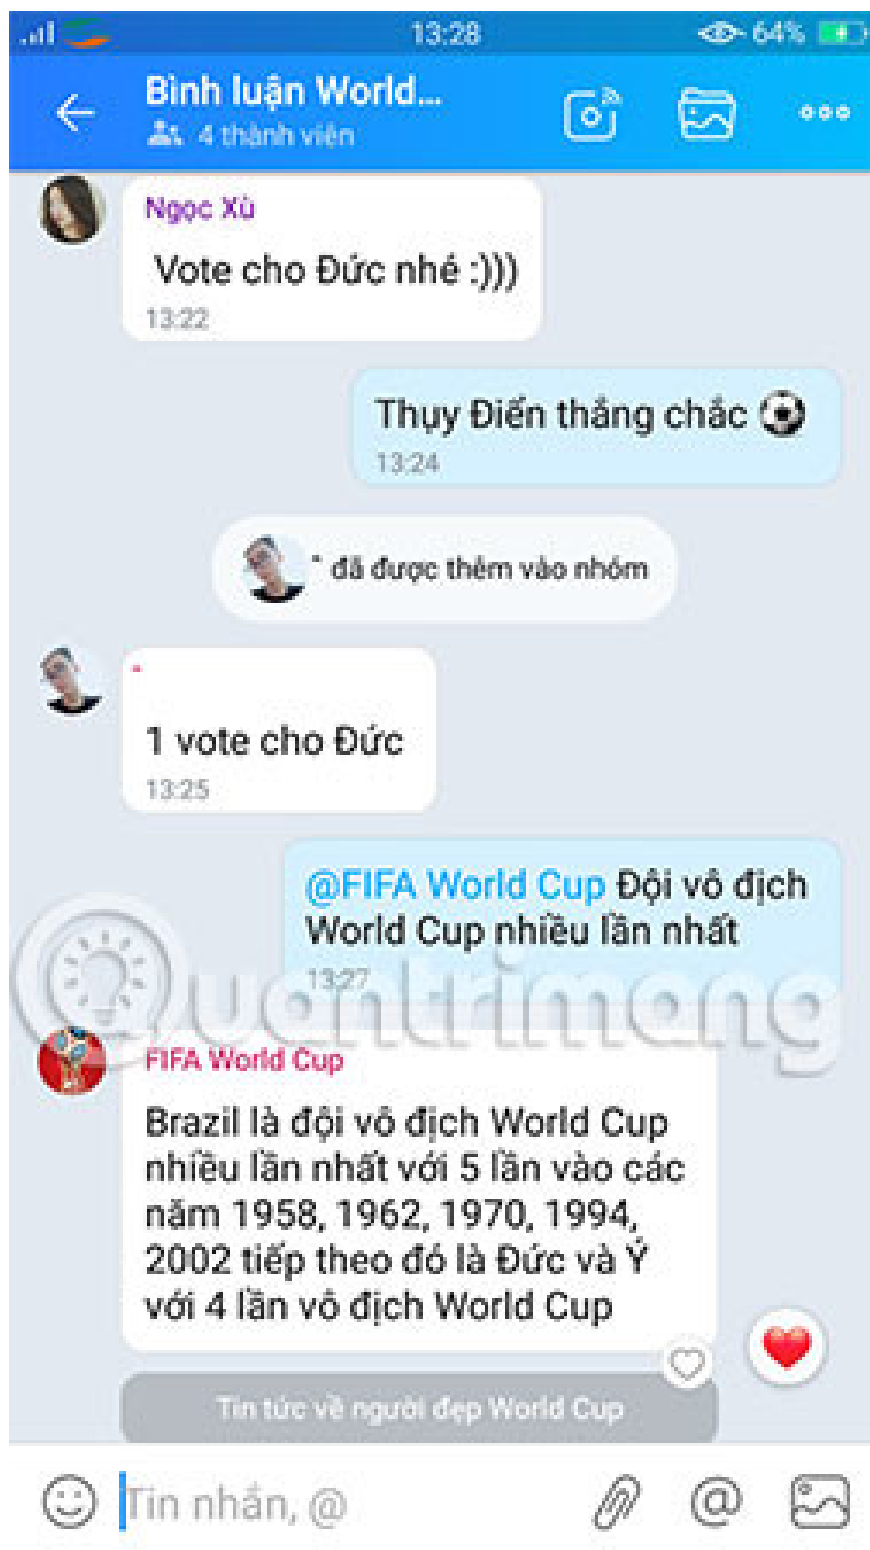 13:28
64%
Bình luận World...
4 thành viên
Ngọc Xù
Vote cho Đức nhé :)))
13:22
Thụy Điển thắng chắc ⚽
13:24
đã được thêm vào nhóm
1 vote cho Đức
13:25
@FIFA World Cup Đội vô địch
World Cup nhiều lần nhất
13:27
Quantrimang
FIFA World Cup
Brazil là đội vô địch World Cup
nhiều lần nhất với 5 lần vào các
năm 1958, 1962, 1970, 1994,
2002 tiếp theo đó là Đức và Ý
với 4 lần vô địch World Cup
Tin tức về người đẹp World Cup
Tin nhắn, @